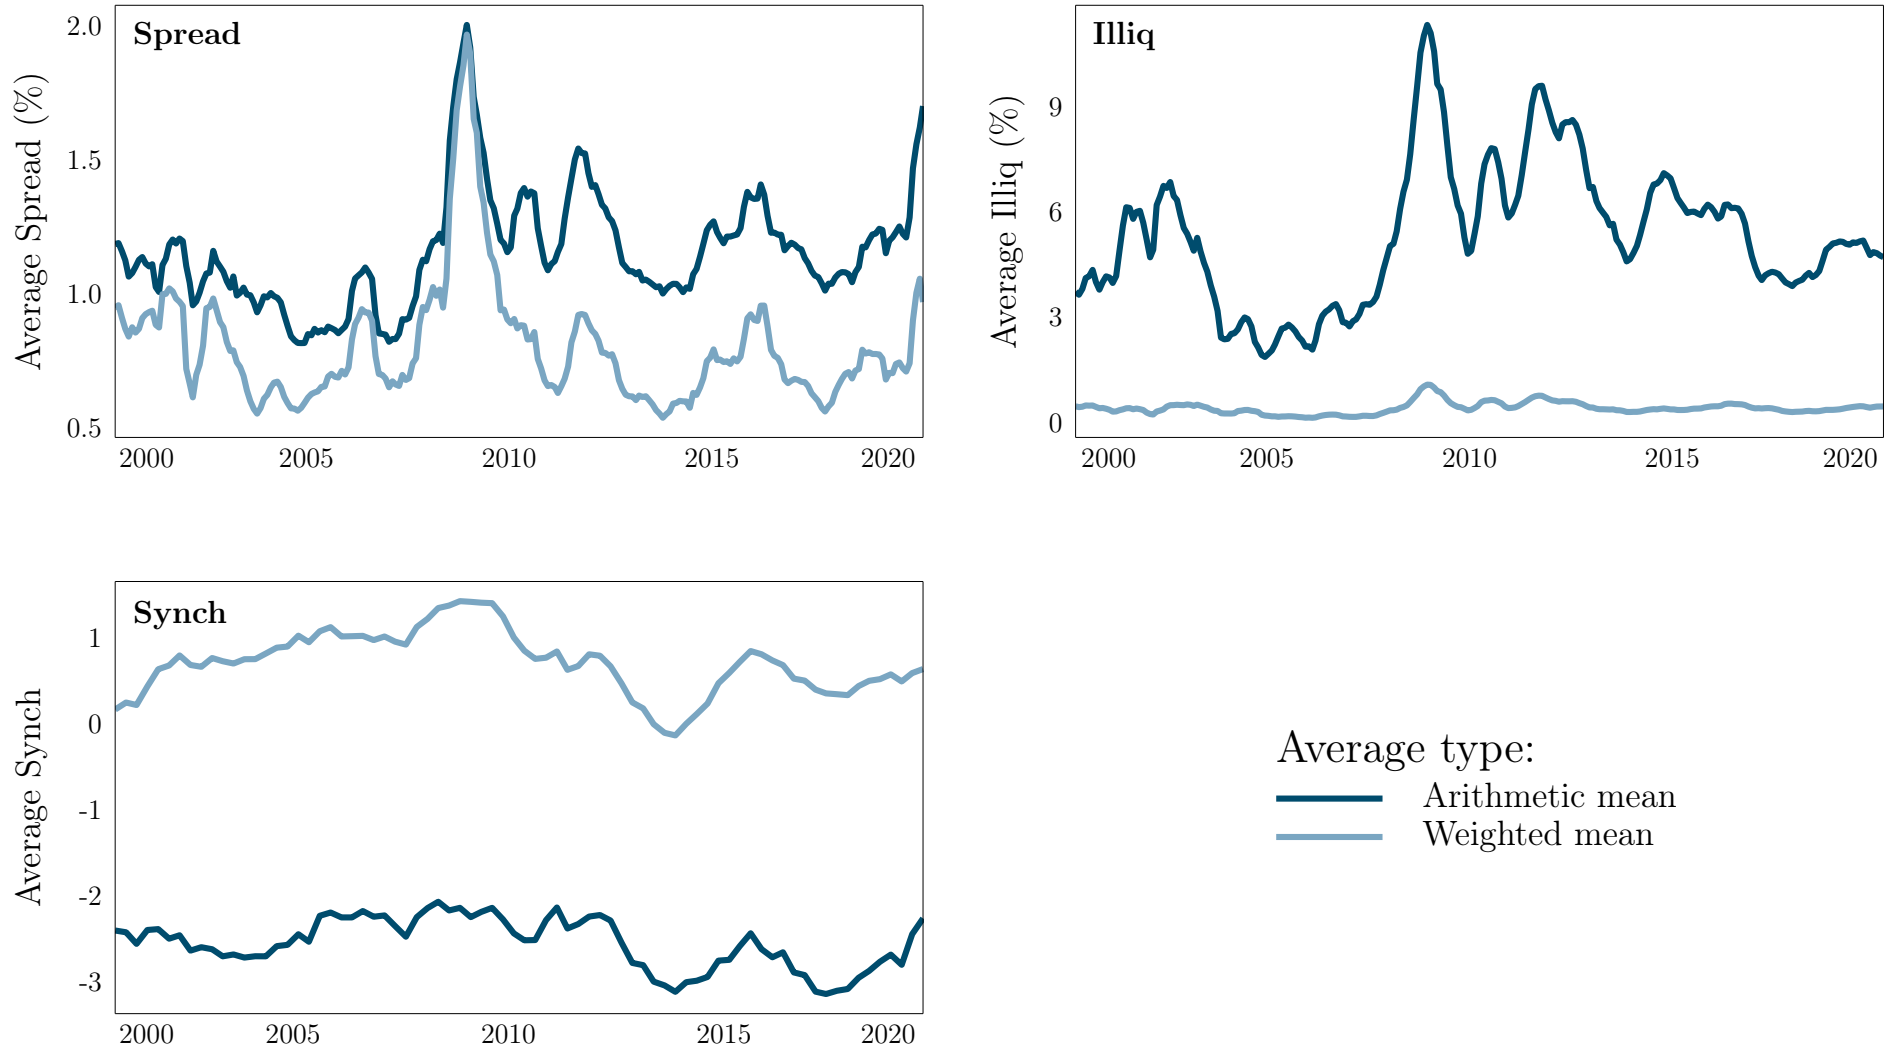 Spread
Average Spread (%)
2.0
1.5
1.0
0.5
2000 2005 2010 2015 2020
Illiq
Average Illiq (%)
9
6
3
0
2000 2005 2010 2015 2020
Synch
Average Synch
1
0
-1
-2
-3
2000 2005 2010 2015 2020
Average type:
Arithmetic mean
Weighted mean